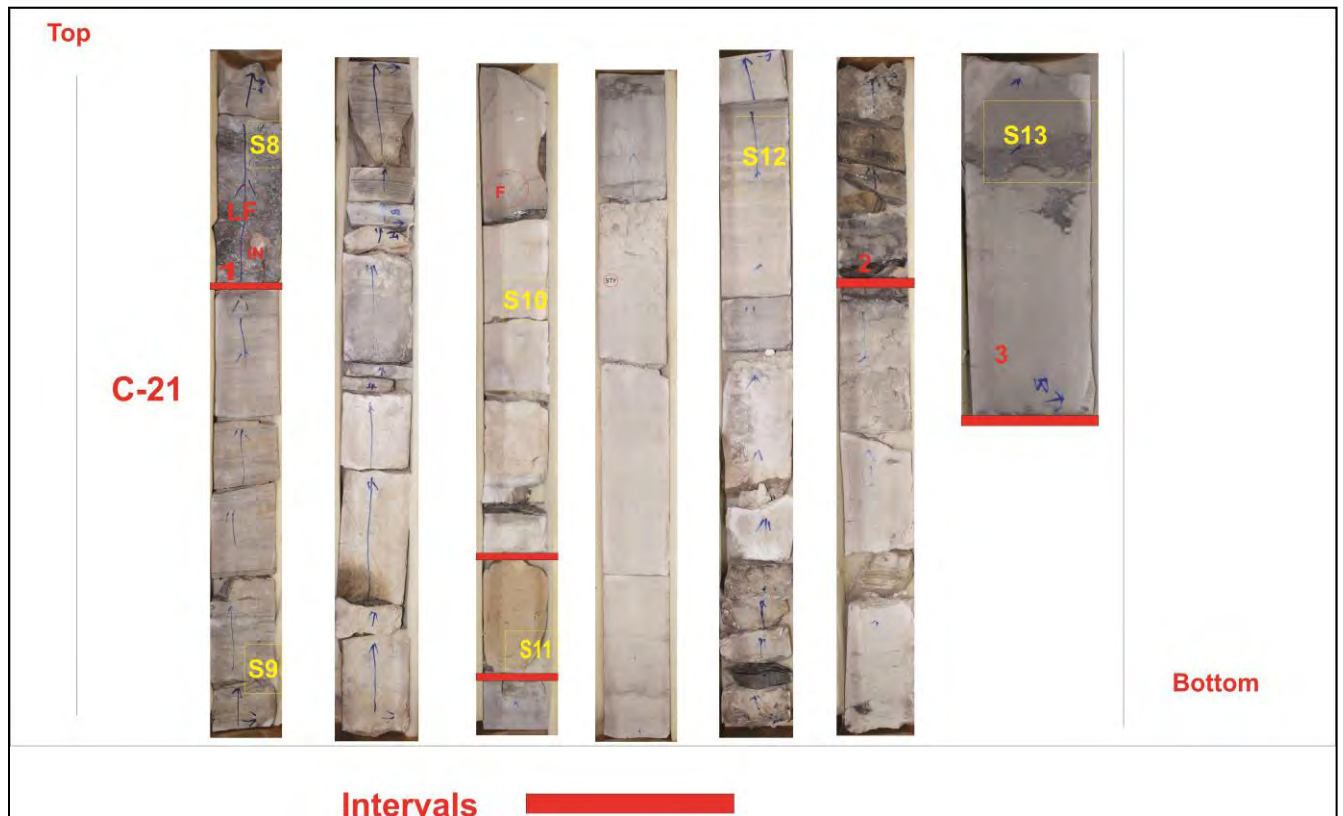 Top
S8
LF
IN
1
C-21
S9
F
S10
S11
STY
S12
2
S13
3
Bottom
Intervals